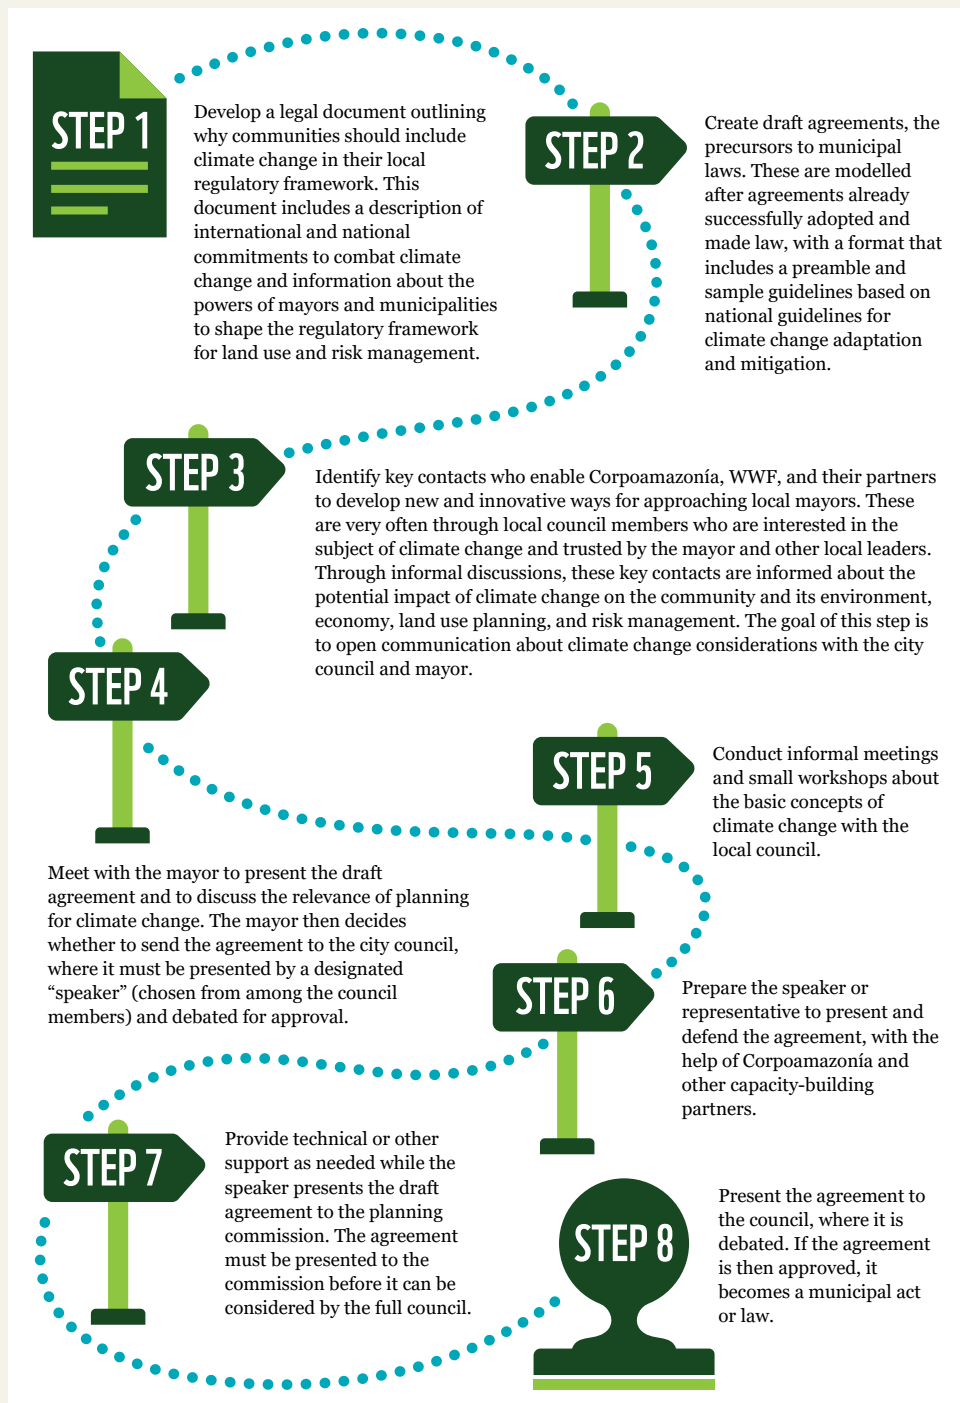 STEP 1
Develop a legal document outlining
why communities should include
climate change in their local
regulatory framework. This
document includes a description of
international and national
commitments to combat climate
change and information about the
powers of mayors and municipalities
to shape the regulatory framework
for land use and risk management.
STEP 2
Create draft agreements, the
precursors to municipal
laws. These are modelled
after agreements already
successfully adopted and
made law, with a format that
includes a preamble and
sample guidelines based on
national guidelines for
climate change adaptation
and mitigation.
STEP 3
Identify key contacts who enable Corpoamazonía, WWF, and their partners
to develop new and innovative ways for approaching local mayors. These
are very often through local council members who are interested in the
subject of climate change and trusted by the mayor and other local leaders.
Through informal discussions, these key contacts are informed about the
potential impact of climate change on the community and its environment,
economy, land use planning, and risk management. The goal of this step is
to open communication about climate change considerations with the city
council and mayor.
STEP 4
Meet with the mayor to present the draft
agreement and to discuss the relevance of planning
for climate change. The mayor then decides
whether to send the agreement to the city council,
where it must be presented by a designated
“speaker” (chosen from among the council
members) and debated for approval.
STEP 5
Conduct informal meetings
and small workshops about
the basic concepts of
climate change with the
local council.
STEP 6
Prepare the speaker or
representative to present and
defend the agreement, with the
help of Corpoamazonía and
other capacity-building
partners.
STEP 7
Provide technical or other
support as needed while the
speaker presents the draft
agreement to the planning
commission. The agreement
must be presented to the
commission before it can be
considered by the full council.
STEP 8
Present the agreement to
the council, where it is
debated. If the agreement
is then approved, it
becomes a municipal act
or law.